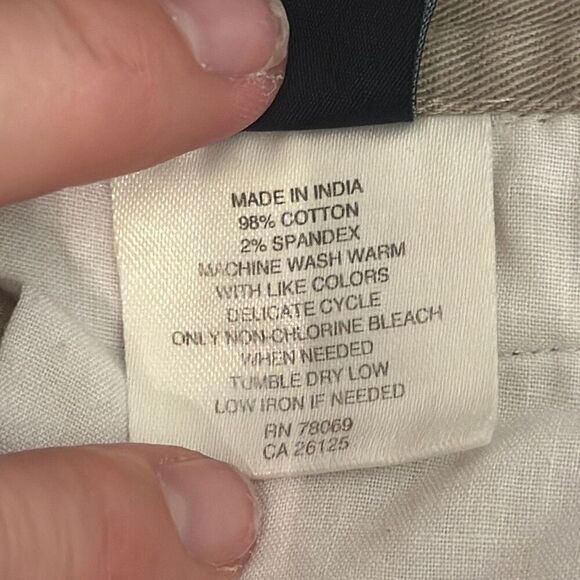 MADE IN INDIA
98% COTTON
2% SPANDEX
MACHINE WASH WARM
WITH LIKE COLORS
DELICATE CYCLE
ONLY NON-CHLORINE BLEACH
WHEN NEEDED
TUMBLE DRY LOW
LOW IRON IF NEEDED
RN 78069
CA 26125